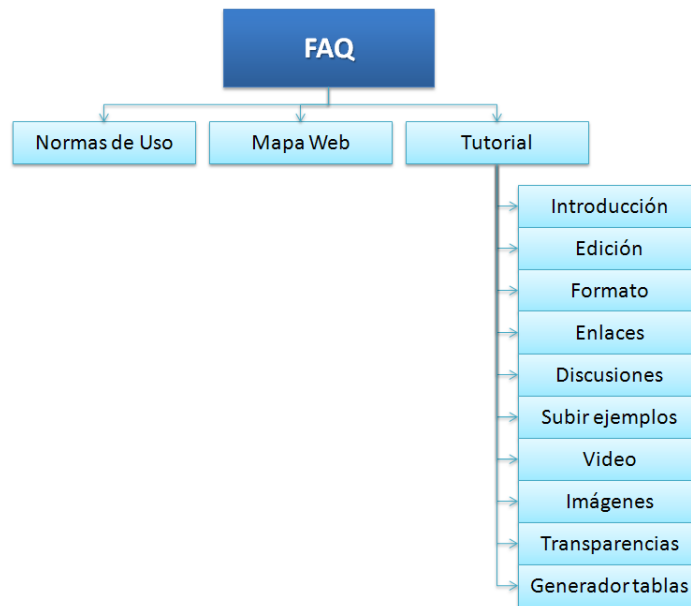 FAQ
Normas de Uso
Mapa Web
Tutorial
Introducción
Edición
Formato
Enlaces
Discusiones
Subir ejemplos
Video
Imágenes
Transparencias
Generador tablas